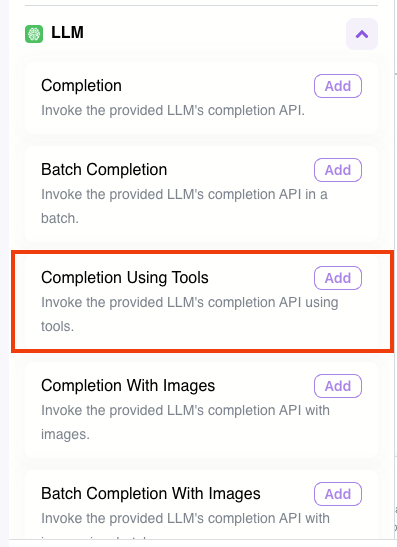 LLM
Completion
Add
Invoke the provided LLM's completion API.
Batch Completion
Add
Invoke the provided LLM's completion API in a
batch.
Completion Using Tools
Add
Invoke the provided LLM's completion API using
tools.
Completion With Images
Add
Invoke the provided LLM's completion API with
images.
Batch Completion With Images
Add
Invoke the provided LLM's completion API with